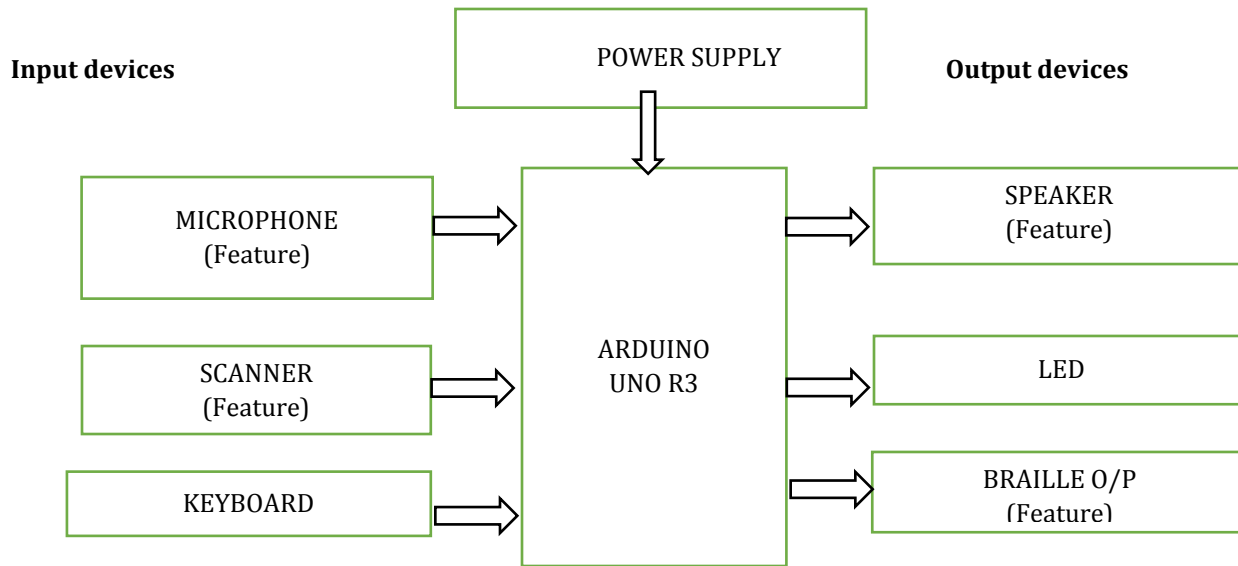 POWER SUPPLY
Input devices
Output devices
MICROPHONE
(Feature)
SPEAKER
(Feature)
ARDUINO
UNO R3
SCANNER
(Feature)
LED
KEYBOARD
BRAILLE O/P
(Feature)